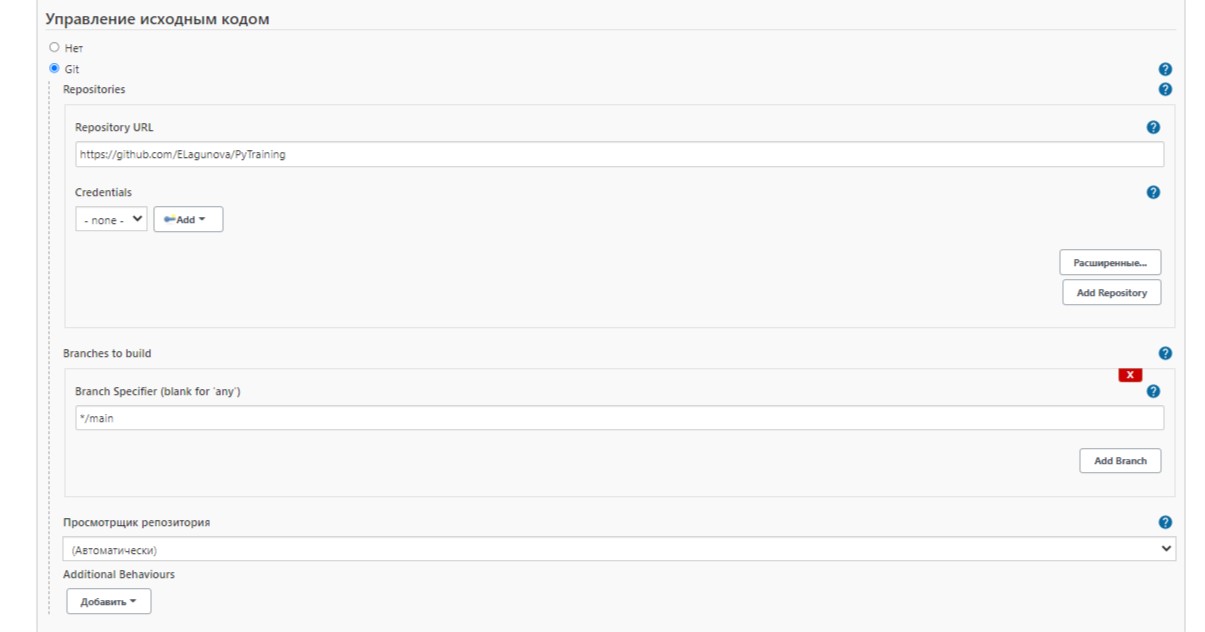 Управление исходным кодом
Нет
Git
?
Repositories
?
Repository URL
?
https://github.com/ELagunova/PyTraining
Credentials
?
- none -
Add
Расширенные...
Add Repository
Branches to build
?
X
Branch Specifier (blank for 'any')
?
*/main
Add Branch
Просмотрщик репозитория
?
(Автоматически)
Additional Behaviours
Добавить